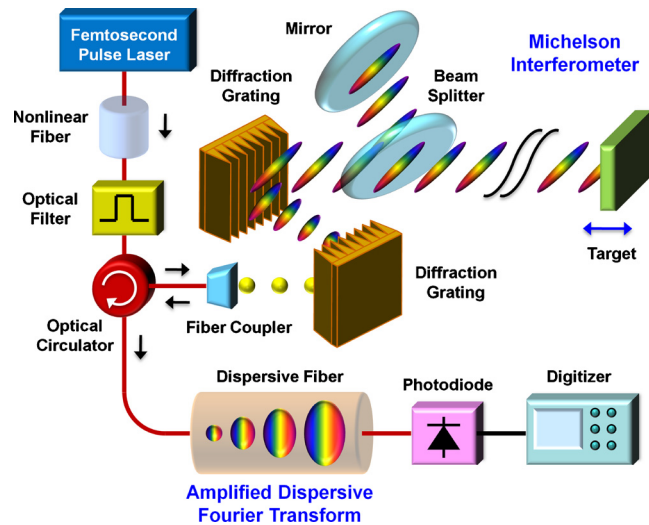 Femtosecond
Pulse Laser
Mirror
Michelson
Interferometer
Diffraction
Grating
Beam
Splitter
Nonlinear
Fiber
Optical
Filter
Target
Diffraction
Grating
Fiber Coupler
Optical
Circulator
Dispersive Fiber
Photodiode
Digitizer
Amplified Dispersive
Fourier Transform